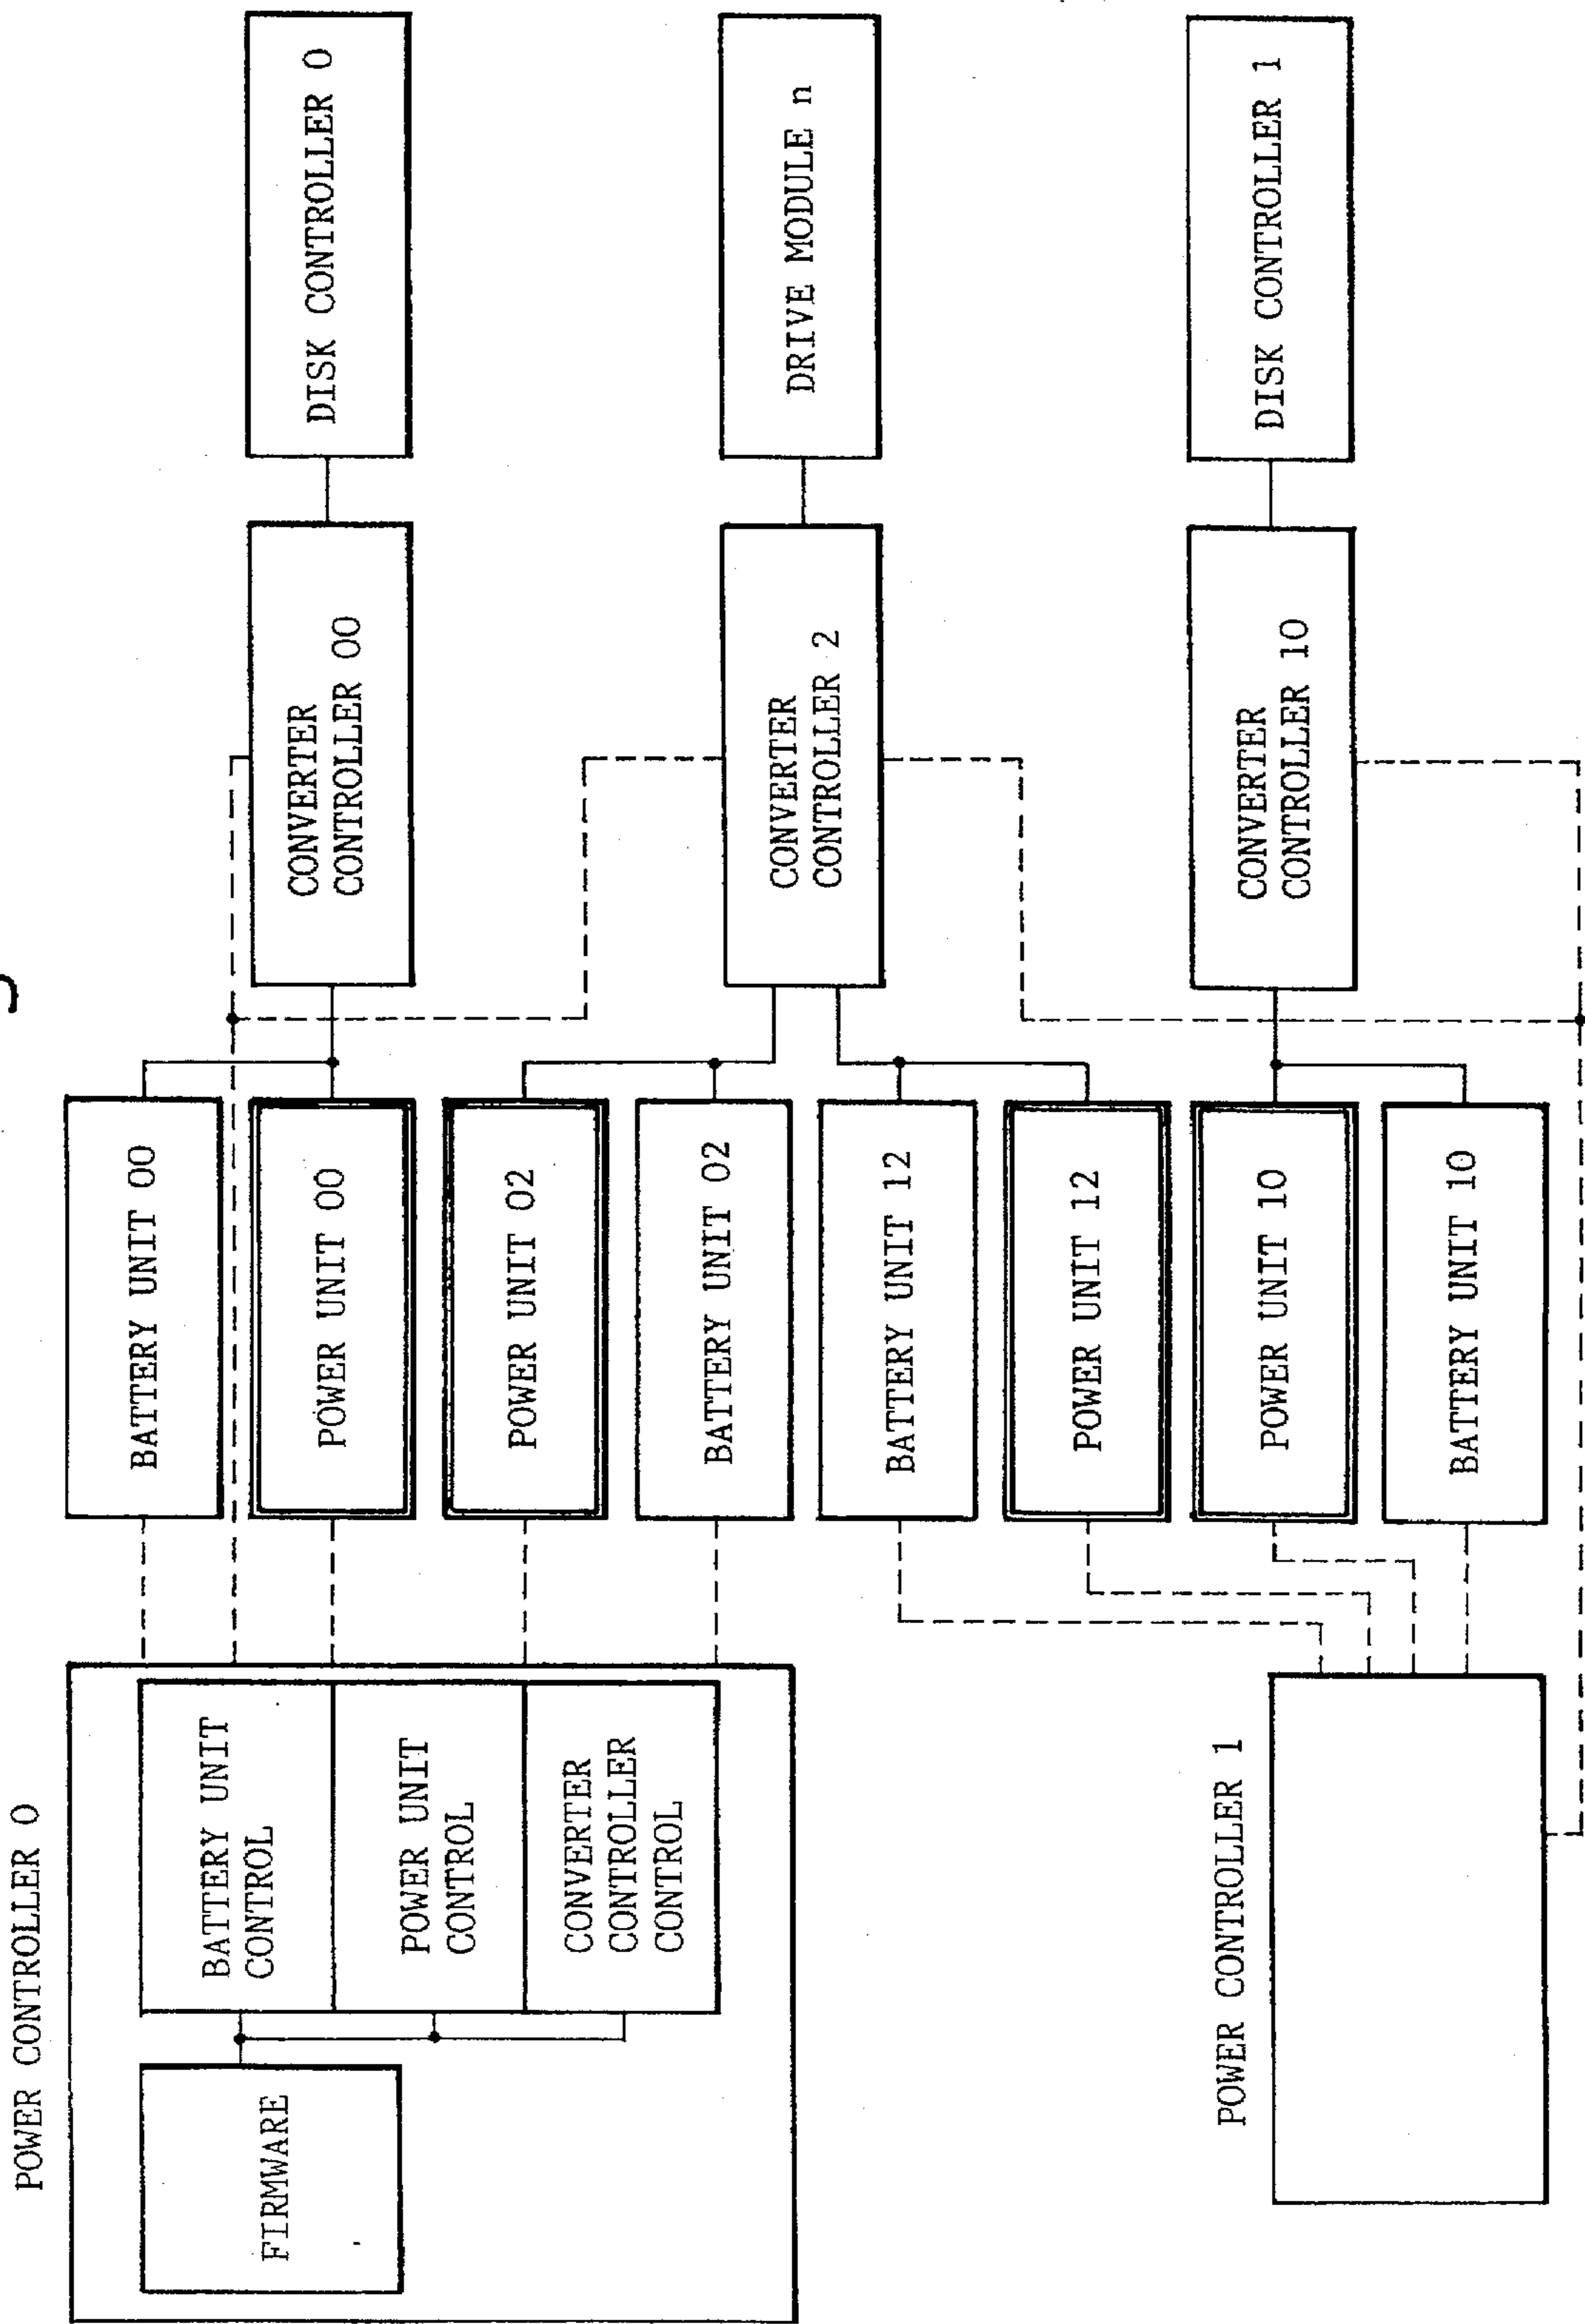 POWER CONTROLLER 0
FIRMWARE
BATTERY UNIT
CONTROL
POWER UNIT
CONTROL
CONVERTER
CONTROLLER
CONTROL
POWER CONTROLLER 1
BATTERY UNIT 00
POWER UNIT 00
POWER UNIT 02
BATTERY UNIT 02
BATTERY UNIT 12
POWER UNIT 12
POWER UNIT 10
BATTERY UNIT 10
CONVERTER
CONTROLLER 00
CONVERTER
CONTROLLER 2
CONVERTER
CONTROLLER 10
DISK CONTROLLER 0
DRIVE MODULE n
DISK CONTROLLER 1